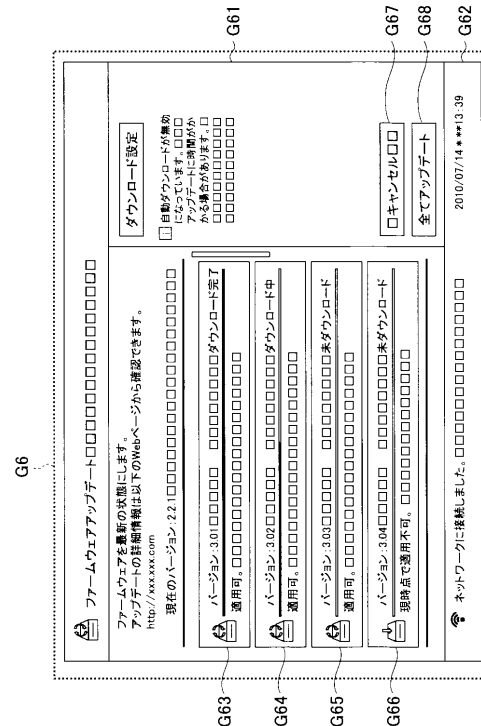 G6
ファームウェアアップデート□□□□□□□□□□□□□□□
ファームウェアを最新の状態にします。
アップデートの詳細情報は以下のWebページから確認できます。
http://xxx.xxx.com
現在のバージョン:2.2.1□□□□□□□□□□□□□□□□□□
バージョン:3.01□□□□□ □□□□□□□ダウンロード完了
適用可。□□□□□□□□□□□□□□□□□
バージョン:3.02□□□□□ □□□□□□□ダウンロード中
適用可。□□□□□□□□□□□□□□□□□
バージョン:3.03□□□□□ □□□□□□□未ダウンロード
適用可。□□□□□□□□□□□□□□□□□
バージョン:3.04□□□□□ □□□□□□□未ダウンロード
現時点で適用不可。□□□□□□□□□□□□□
ダウンロード設定
自動ダウンロードが無効
になっています。□□□
アップデートに時間がか
かる場合があります。□
□□□□□□□□□□□
□□□□□□□□□□□
□キャンセル□□
全てアップデート
ネットワークに接続しました。□□□□□□□□□□□□□□□□□
2010/07/14***13:39
G61
G62
G63
G64
G65
G66
G67
G68